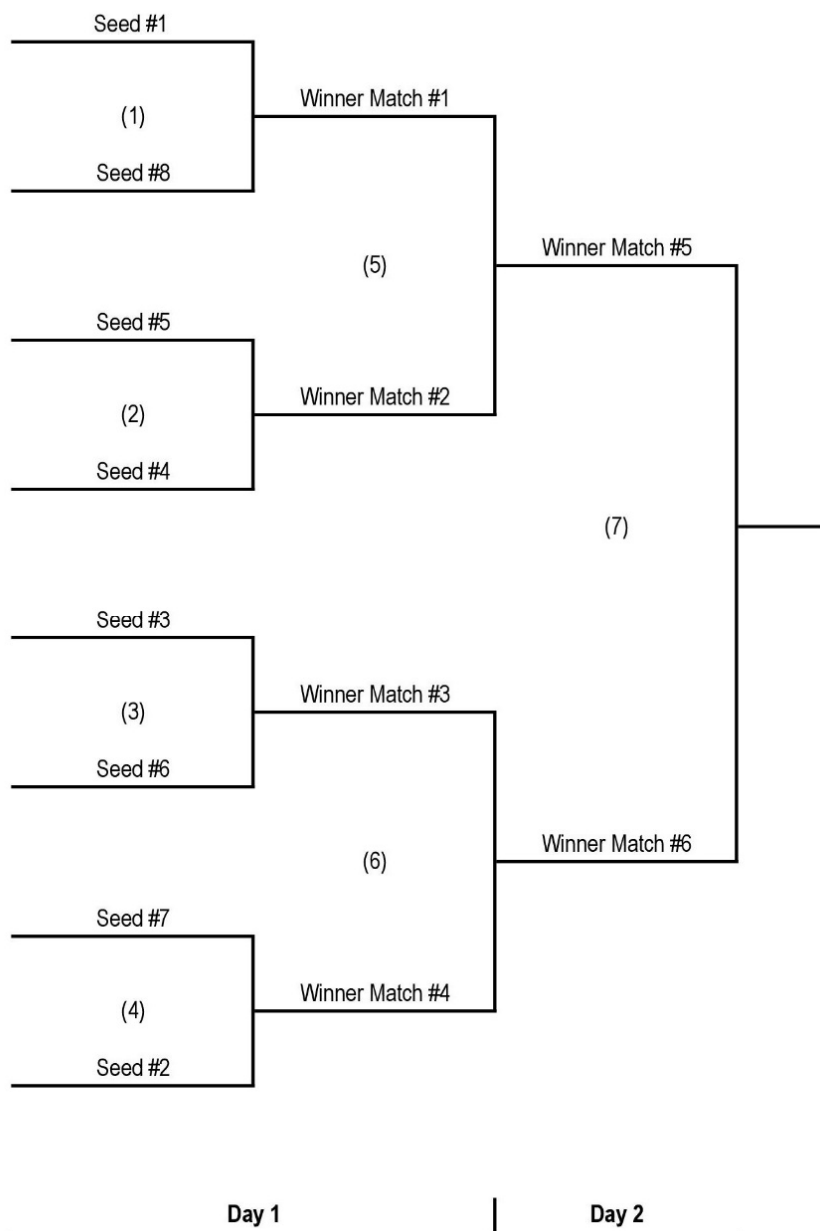 Seed #1
Winner Match #1
(1)
Seed #8
Winner Match #5
(5)
Seed #5
Winner Match #2
(2)
Seed #4
(7)
Seed #3
Winner Match #3
(3)
Seed #6
Winner Match #6
(6)
Seed #7
Winner Match #4
(4)
Seed #2
Day 1
Day 2